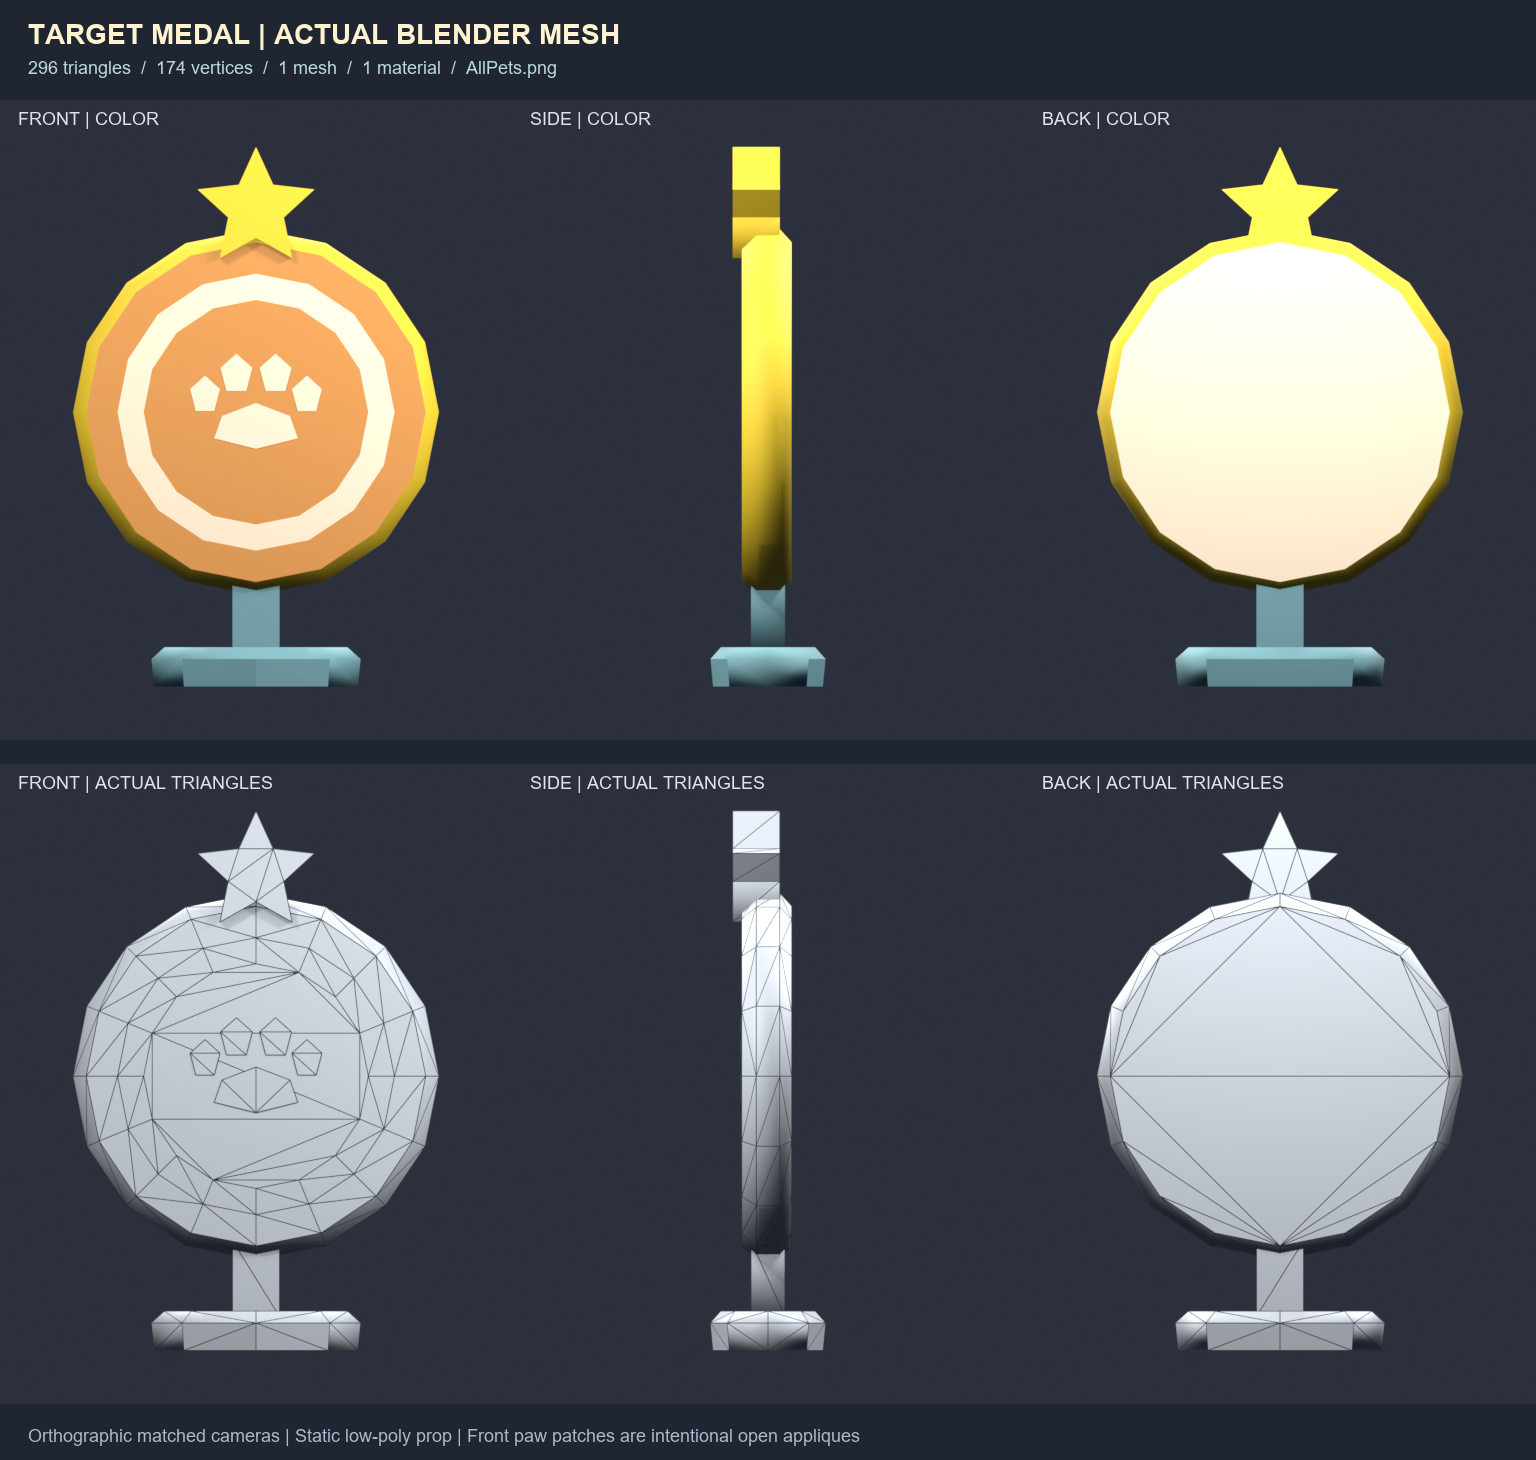 TARGET MEDAL | ACTUAL BLENDER MESH
296 triangles / 174 vertices / 1 mesh / 1 material / AllPets.png
FRONT | COLOR
SIDE | COLOR
BACK | COLOR
FRONT | ACTUAL TRIANGLES
SIDE | ACTUAL TRIANGLES
BACK | ACTUAL TRIANGLES
Orthographic matched cameras | Static low-poly prop | Front paw patches are intentional open appliques